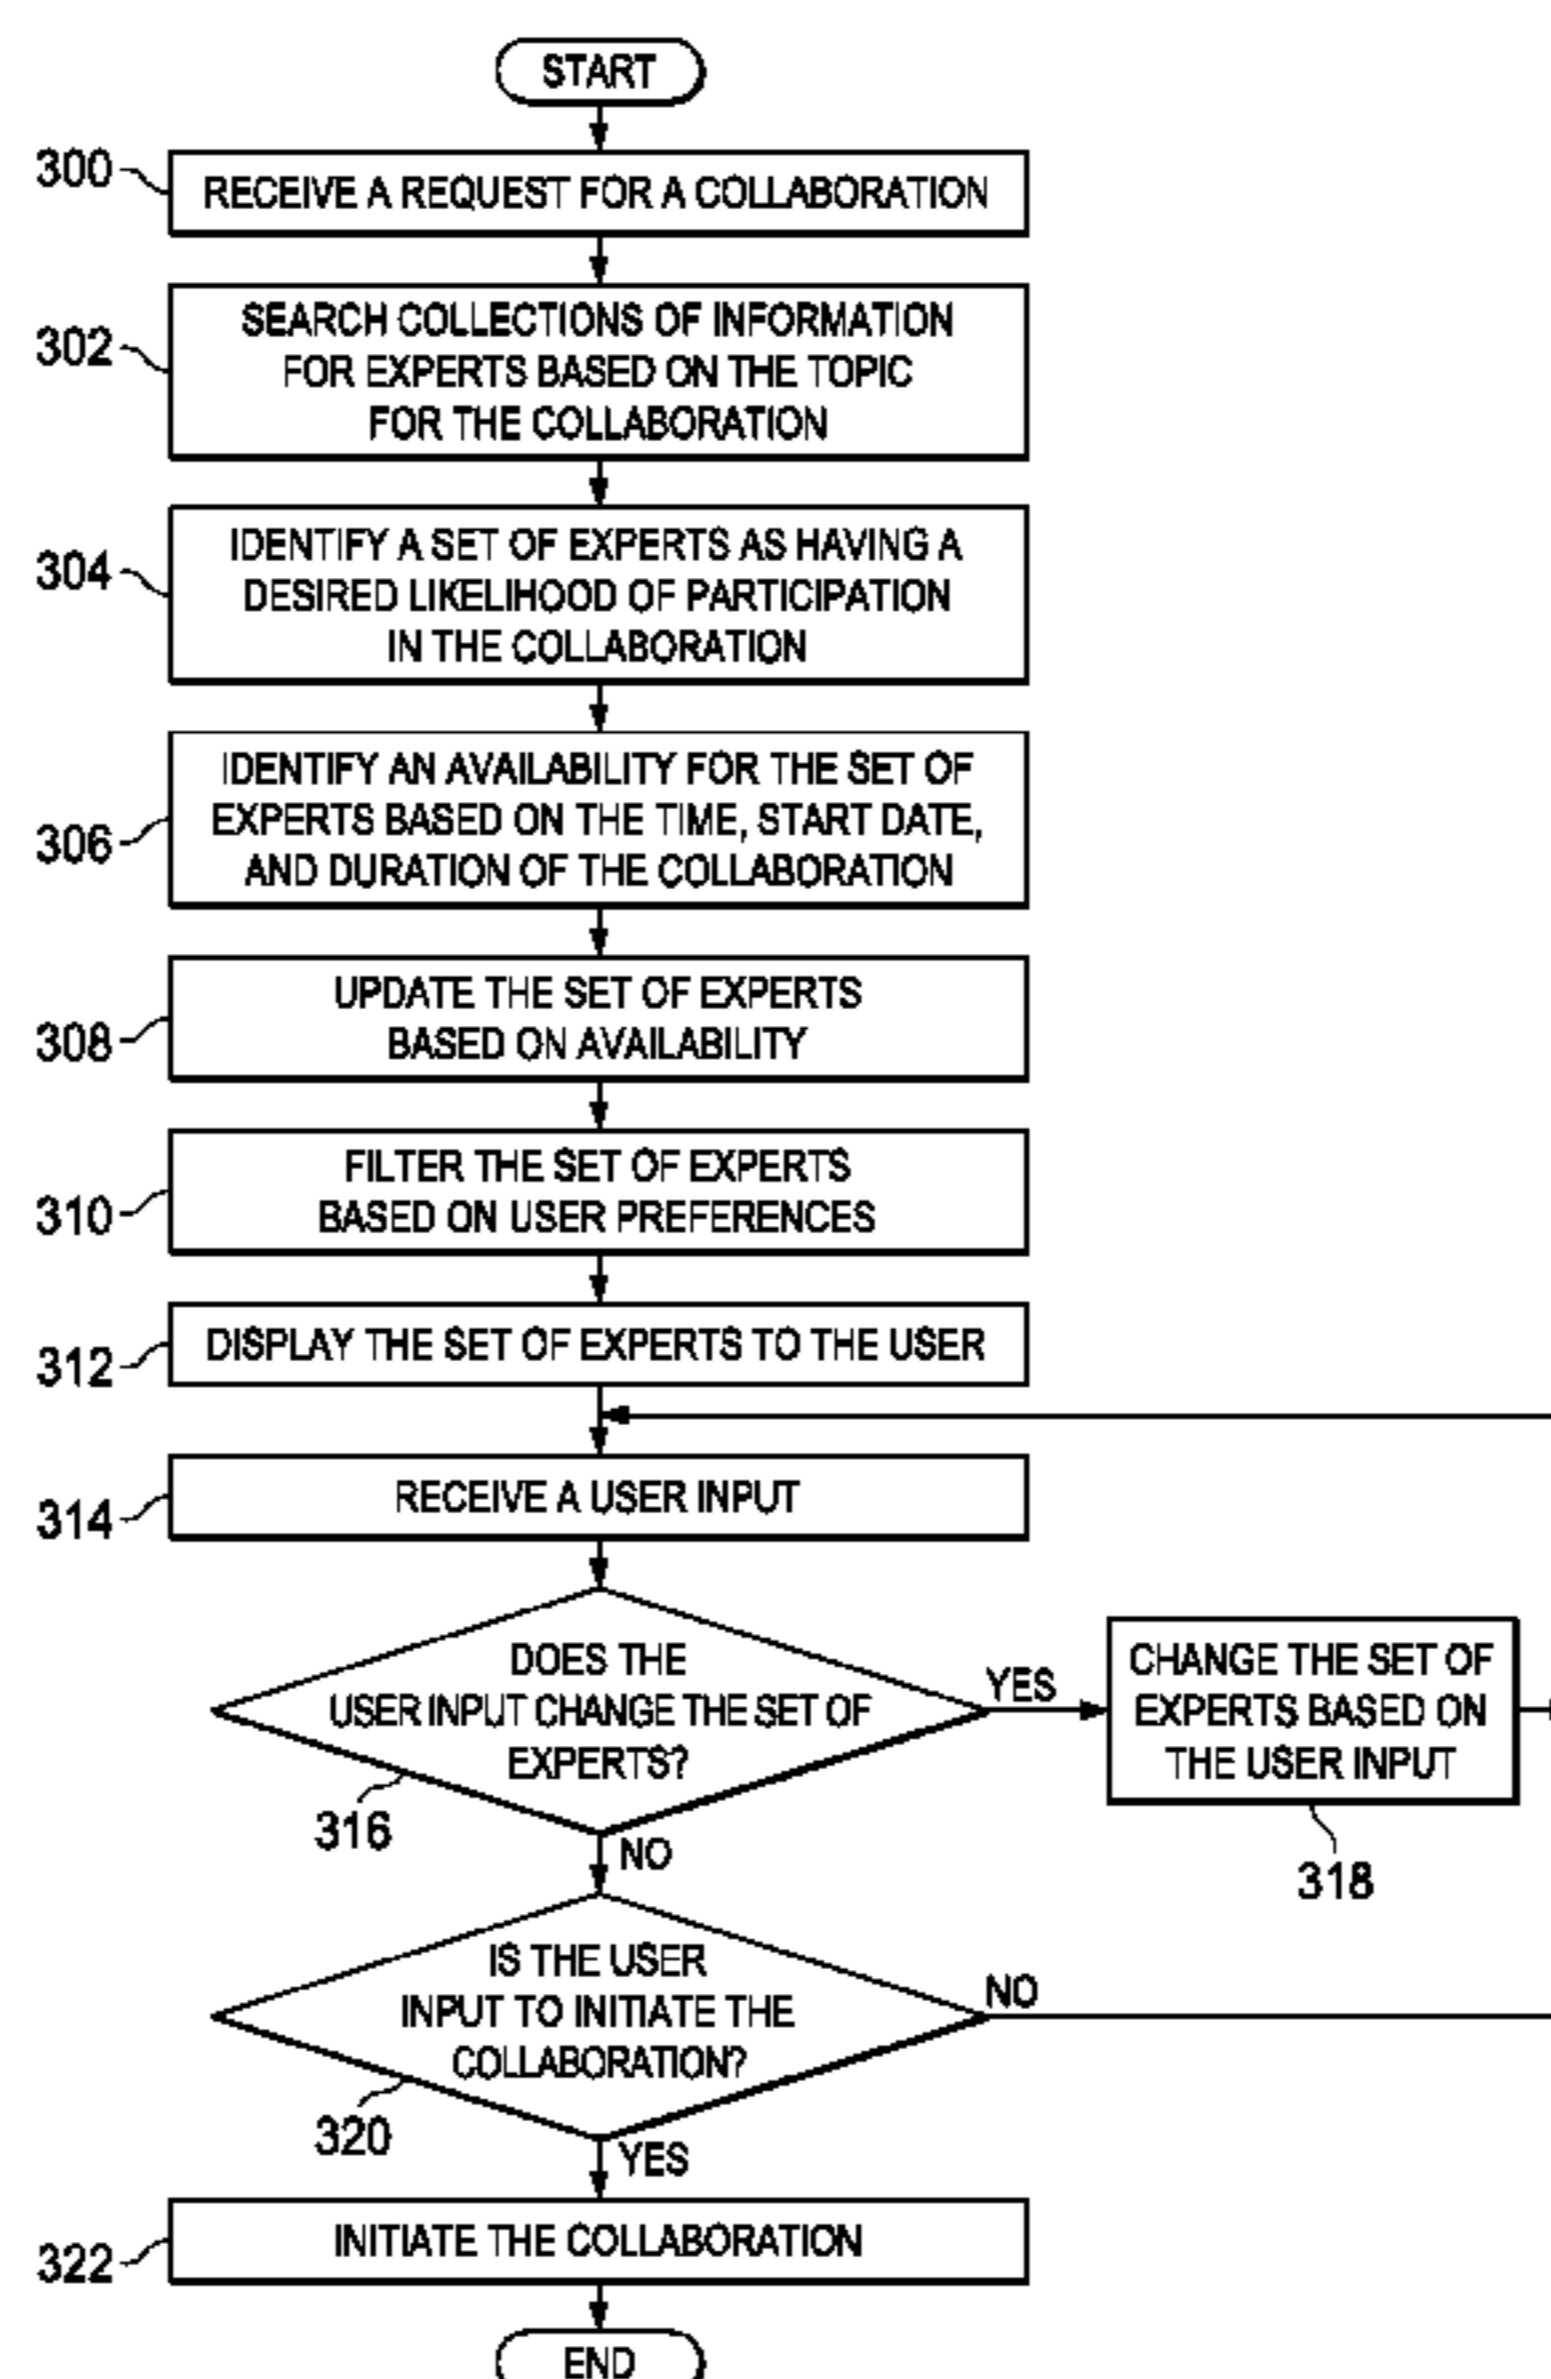 START
300
RECEIVE A REQUEST FOR A COLLABORATION
302
SEARCH COLLECTIONS OF INFORMATION
FOR EXPERTS BASED ON THE TOPIC
FOR THE COLLABORATION
304
IDENTIFY A SET OF EXPERTS AS HAVING A
DESIRED LIKELIHOOD OF PARTICIPATION
IN THE COLLABORATION
306
IDENTIFY AN AVAILABILITY FOR THE SET OF
EXPERTS BASED ON THE TIME, START DATE,
AND DURATION OF THE COLLABORATION
308
UPDATE THE SET OF EXPERTS
BASED ON AVAILABILITY
310
FILTER THE SET OF EXPERTS
BASED ON USER PREFERENCES
312
DISPLAY THE SET OF EXPERTS TO THE USER
314
RECEIVE A USER INPUT
DOES THE
USER INPUT CHANGE THE SET OF
EXPERTS?
316
YES
CHANGE THE SET OF
EXPERTS BASED ON
THE USER INPUT
318
NO
IS THE USER
INPUT TO INITIATE THE
COLLABORATION?
320
NO
YES
322
INITIATE THE COLLABORATION
END